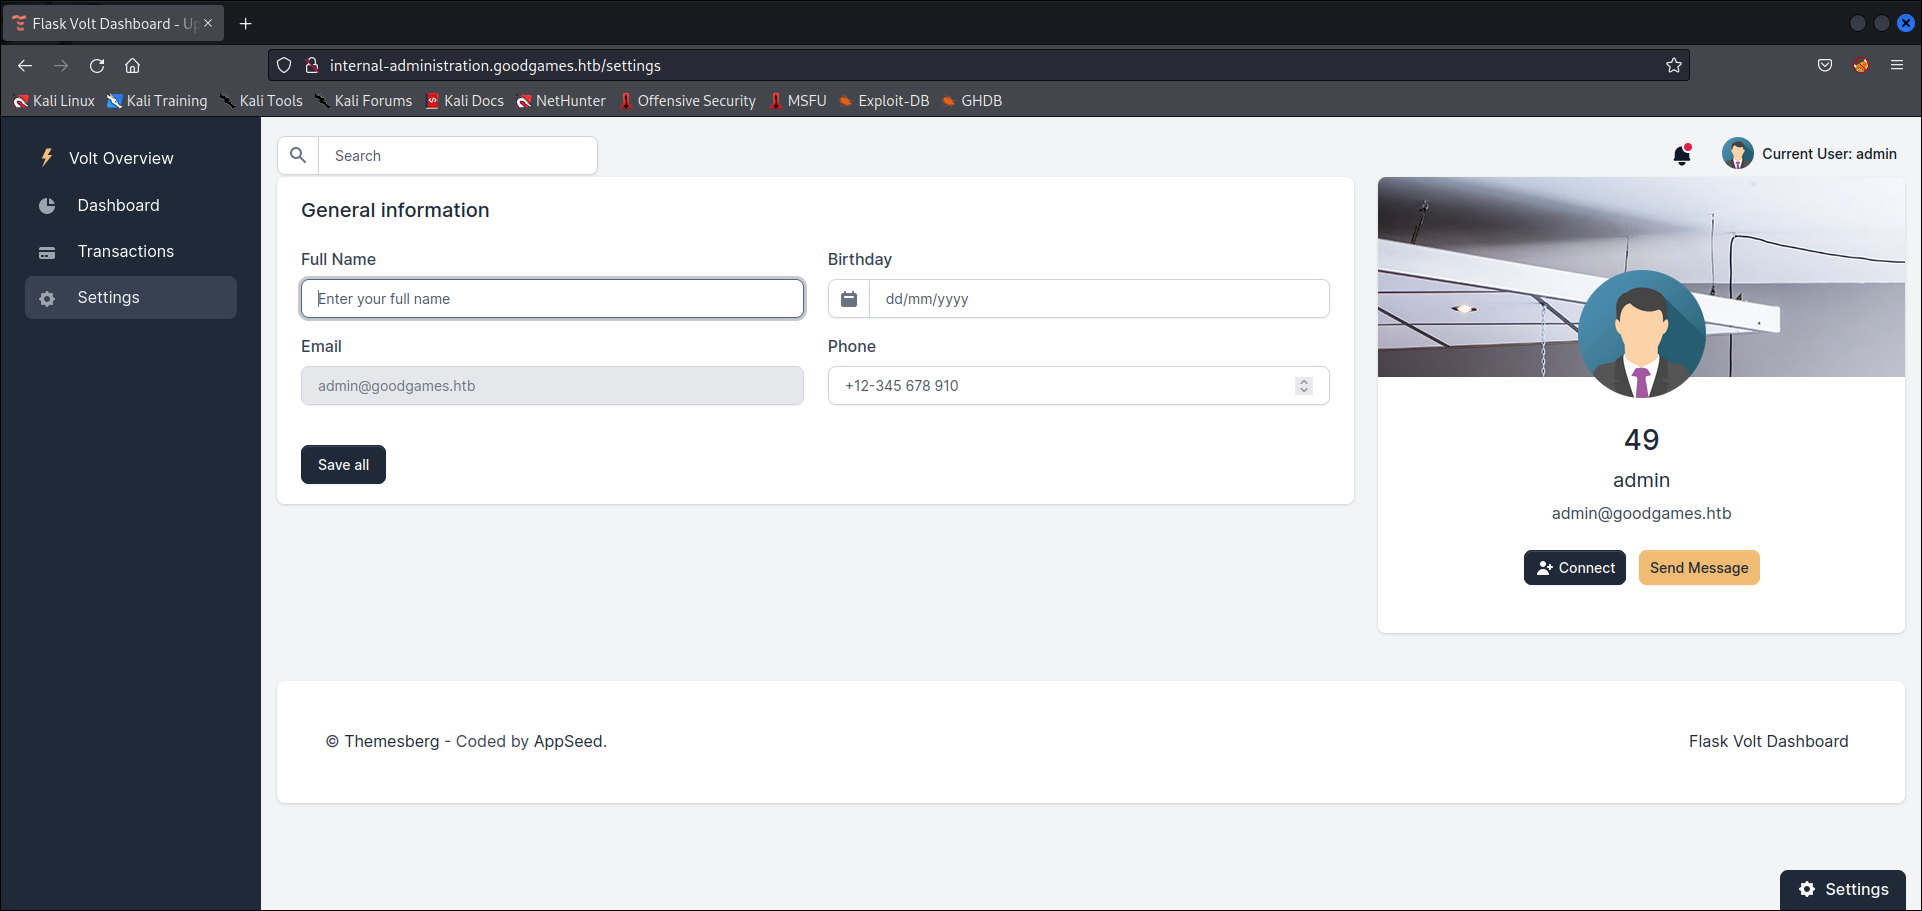 Flask Volt Dashboard - Up
internal-administration.goodgames.htb/settings
Kali Linux Kali Training Kali Tools Kali Forums Kali Docs NetHunter Offensive Security MSFU Exploit-DB GHDB
Volt Overview
Dashboard
Transactions
Settings
Search
Current User: admin
General information
Full Name
Enter your full name
Birthday
dd/mm/yyyy
Email
admin@goodgames.htb
Phone
+12-345 678 910
Save all
49
admin
admin@goodgames.htb
Connect
Send Message
© Themesberg - Coded by AppSeed.
Flask Volt Dashboard
Settings